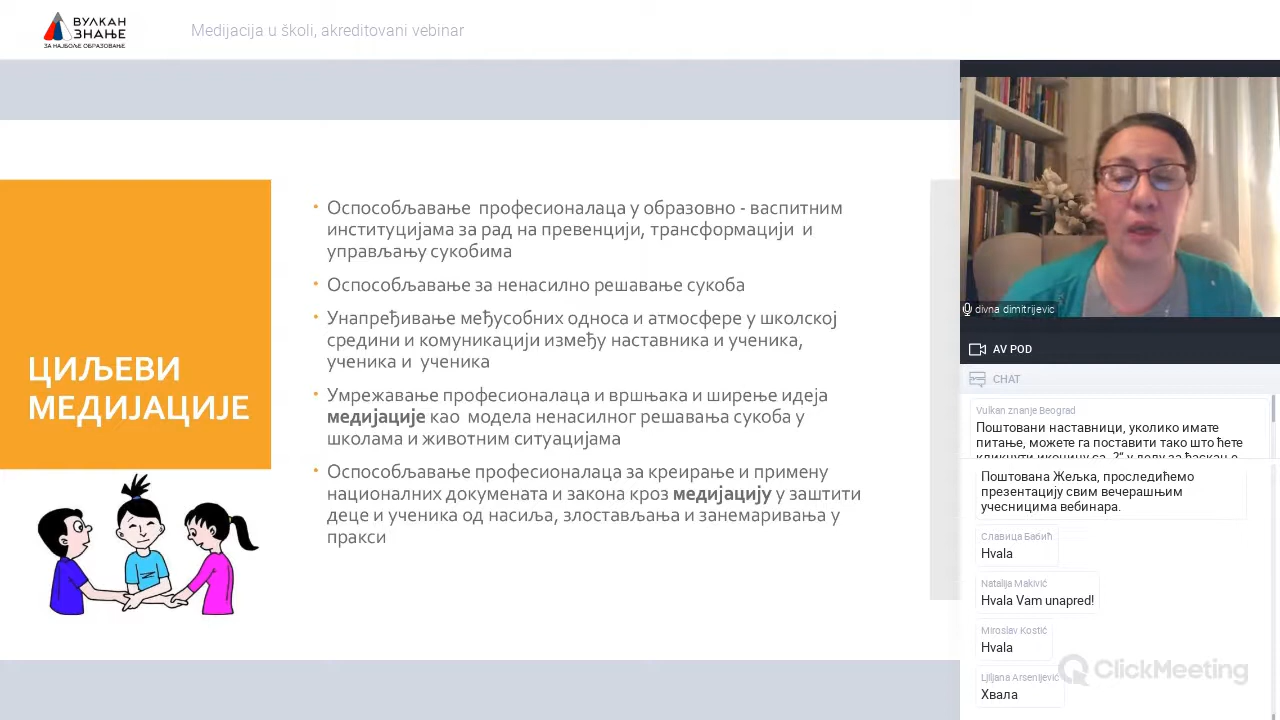 ВУЛКАН
ЗНАЊЕ
ЗА НАЈБОЉЕ ОБРАЗОВАЊЕ
Medijacija u školi, akreditovani vebinar
ЦИЉЕВИ
МЕДИЈАЦИЈЕ
• Оспособљавање професионалаца у образовно - васпитним
институцијама за рад на превенцији, трансформацији и
управљању сукобима
• Оспособљавање за ненасилно решавање сукоба
• Унапређивање међусобних односа и атмосфере у школској
средини и комуникацији између наставника и ученика,
ученика и ученика
• Умрежавање професионалаца и вршњака и ширење идеја
медијације као модела ненасилног решавања сукоба у
школама и животним ситуацијама
• Оспособљавање професионалаца за креирање и примену
националних докумената и закона кроз медијацију у заштити
деце и ученика од насиља, злостављања и занемаривања у
пракси
divna dimitrijevic
AV POD
CHAT
Vulkan znanje Beograd
Поштовани наставници, уколико имате
питање, можете га поставити тако што ћете
кликнути иконицу са „?“ у делу за ћаскање
Поштована Жељка, проследићемо
презентацију свим вечерашњим
учесницима вебинара.
Славица Бабић
Hvala
Natalija Makivić
Hvala Vam unapred!
Miroslav Kostić
Hvala
Ljiljana Arsenijević
Хвала
ClickMeeting